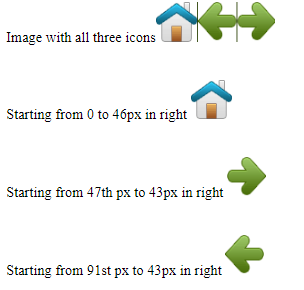 Image with all three icons
Starting from 0 to 46px in right
Starting from 47th px to 43px in right
Starting from 91st px to 43px in right